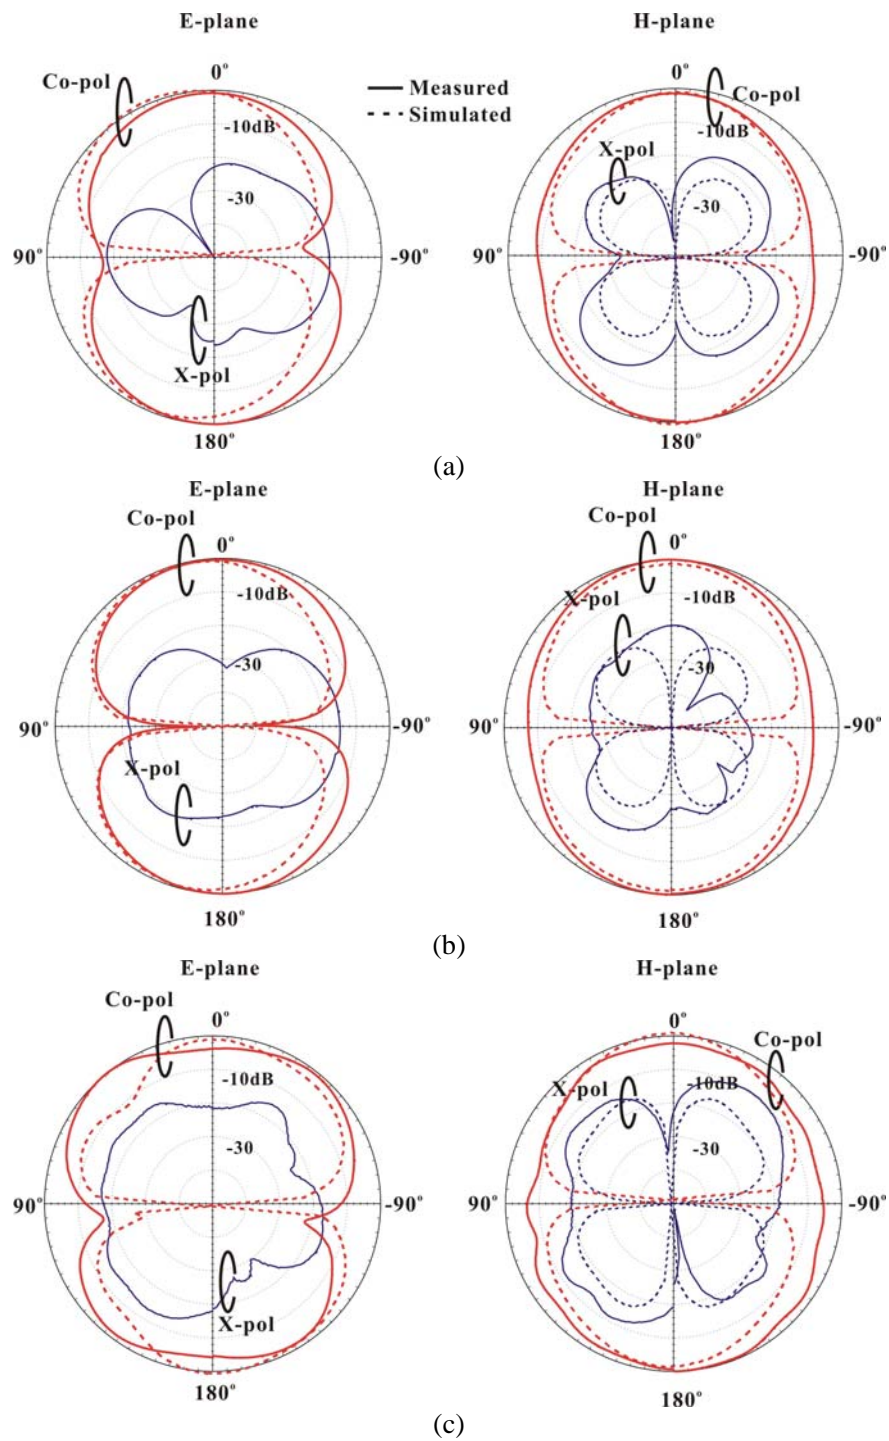 E-plane
H-plane
Co-pol
0°
Measured
Simulated
0°
Co-pol
-10dB
-10dB
X-pol
-30
-30
90°
-90°
90°
-90°
X-pol
180°
180°
(a)
E-plane
H-plane
Co-pol
0°
Co-pol
0°
-10dB
X-pol
-10dB
-30
-30
90°
-90°
90°
-90°
X-pol
180°
180°
(b)
E-plane
H-plane
Co-pol
0°
0°
Co-pol
-10dB
X-pol
-10dB
-30
-30
90°
-90°
90°
-90°
X-pol
180°
180°
(c)